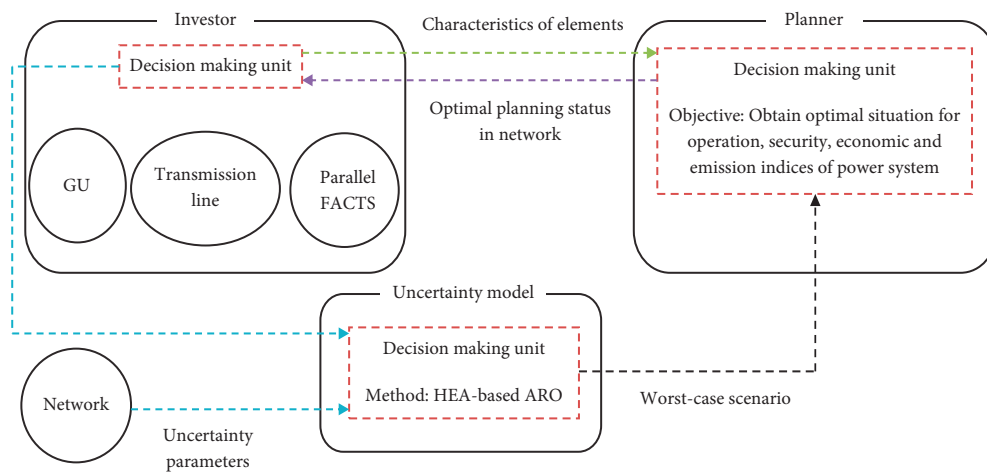 Investor
Decision making unit
GU
Transmission
line
Parallel
FACTS
Characteristics of elements
Optimal planning status
in network
Planner
Decision making unit
Objective: Obtain optimal situation for
operation, security, economic and
emission indices of power system
Uncertainty model
Decision making unit
Method: HEA-based ARO
Network
Uncertainty
parameters
Worst-case scenario